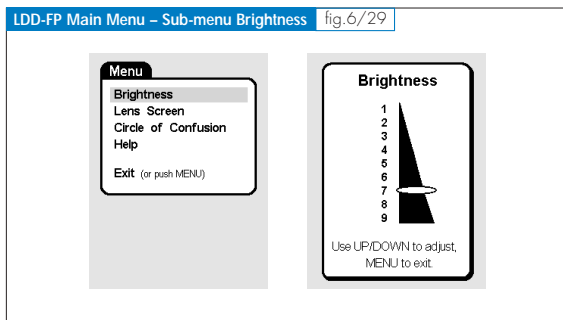 LDD-FP Main Menu – Sub-menu Brightness fig.6/29
Menu
Brightness
Lens Screen
Circle of Confusion
Help
Exit (or push MENU)
Brightness
1
2
3
4
5
6
7
8
9
Use UP/DOWN to adjust,
MENU to exit.